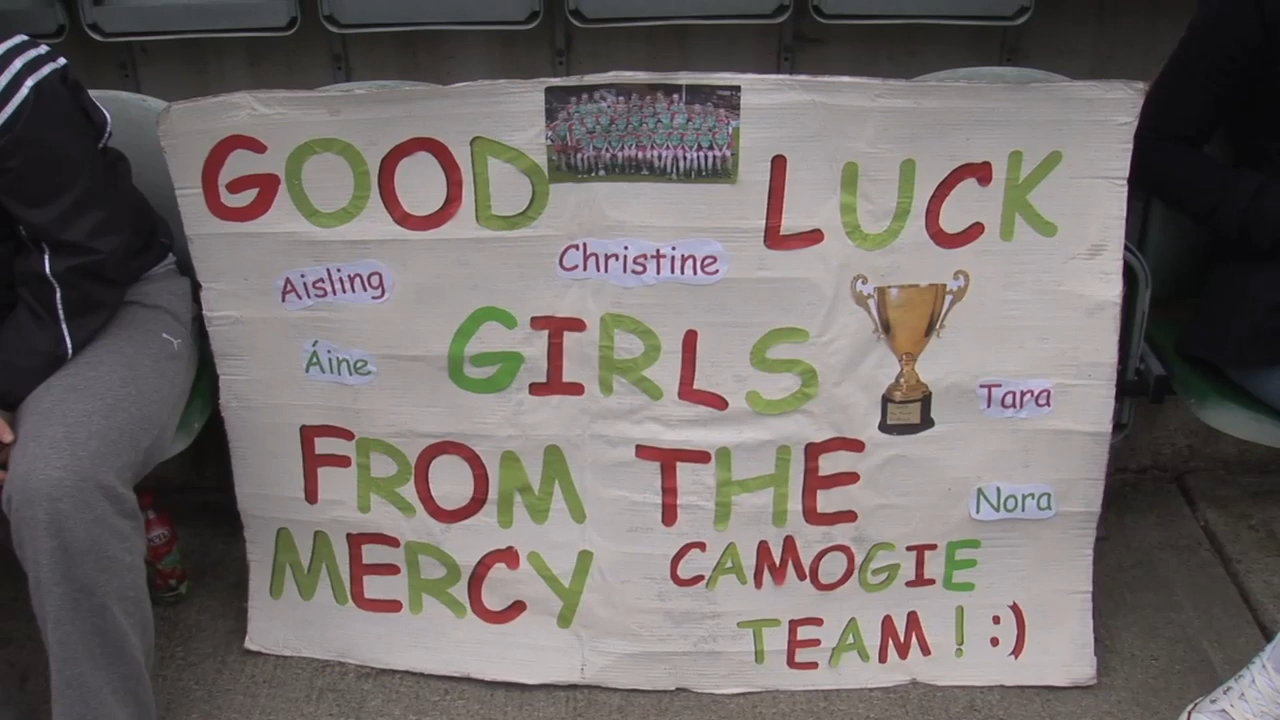 GOOD LUCK
Christine
Aisling
GIRLS
Áine
Tara
FROM THE
Nora
MERCY CAMOGIE
TEAM! :)